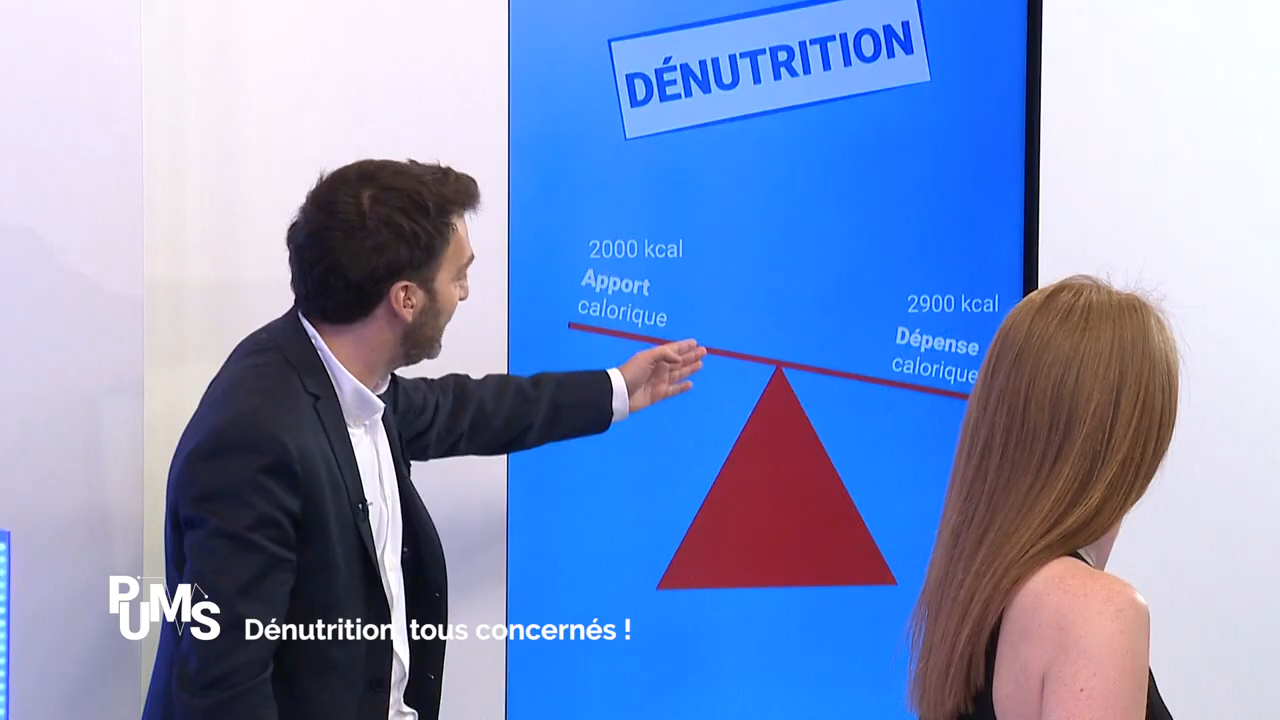 DÉNUTRITION
2000 kcal
Apport
calorique
2900 kcal
Dépense
calorique
PUMS
Dénutrition, tous concernés !